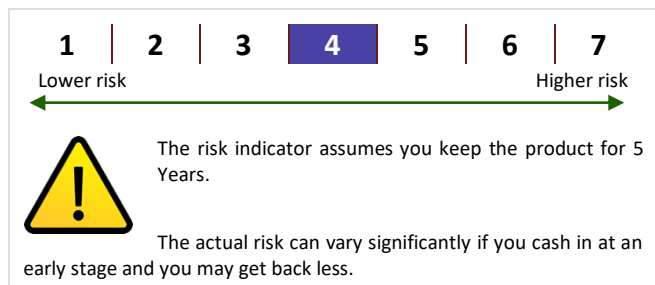 1 2 3 4 5 6 7
Lower risk Higher risk
The risk indicator assumes you keep the product for 5
Years.
The actual risk can vary significantly if you cash in at an
early stage and you may get back less.